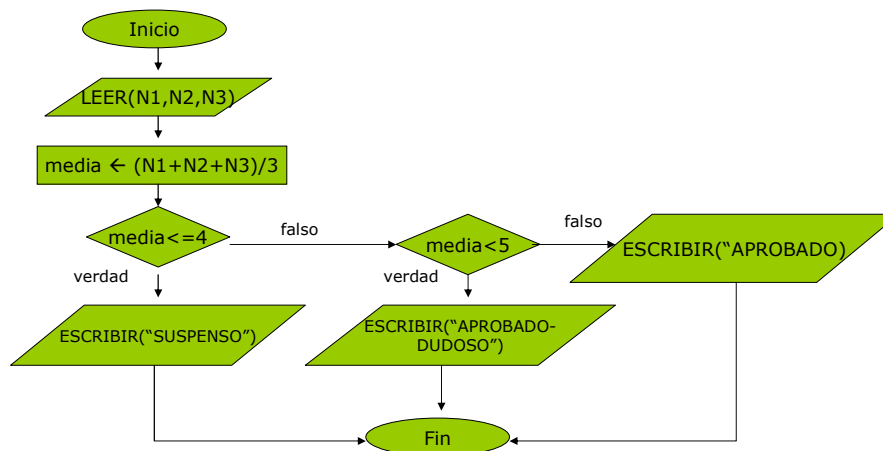 Inicio
LEER(N1,N2,N3)
media ← (N1+N2+N3)/3
media<=4
falso
media<5
falso
ESCRIBIR(“APROBADO)
verdad
verdad
ESCRIBIR(“SUSPENSO”)
ESCRIBIR(“APROBADO-
DUDOSO”)
Fin